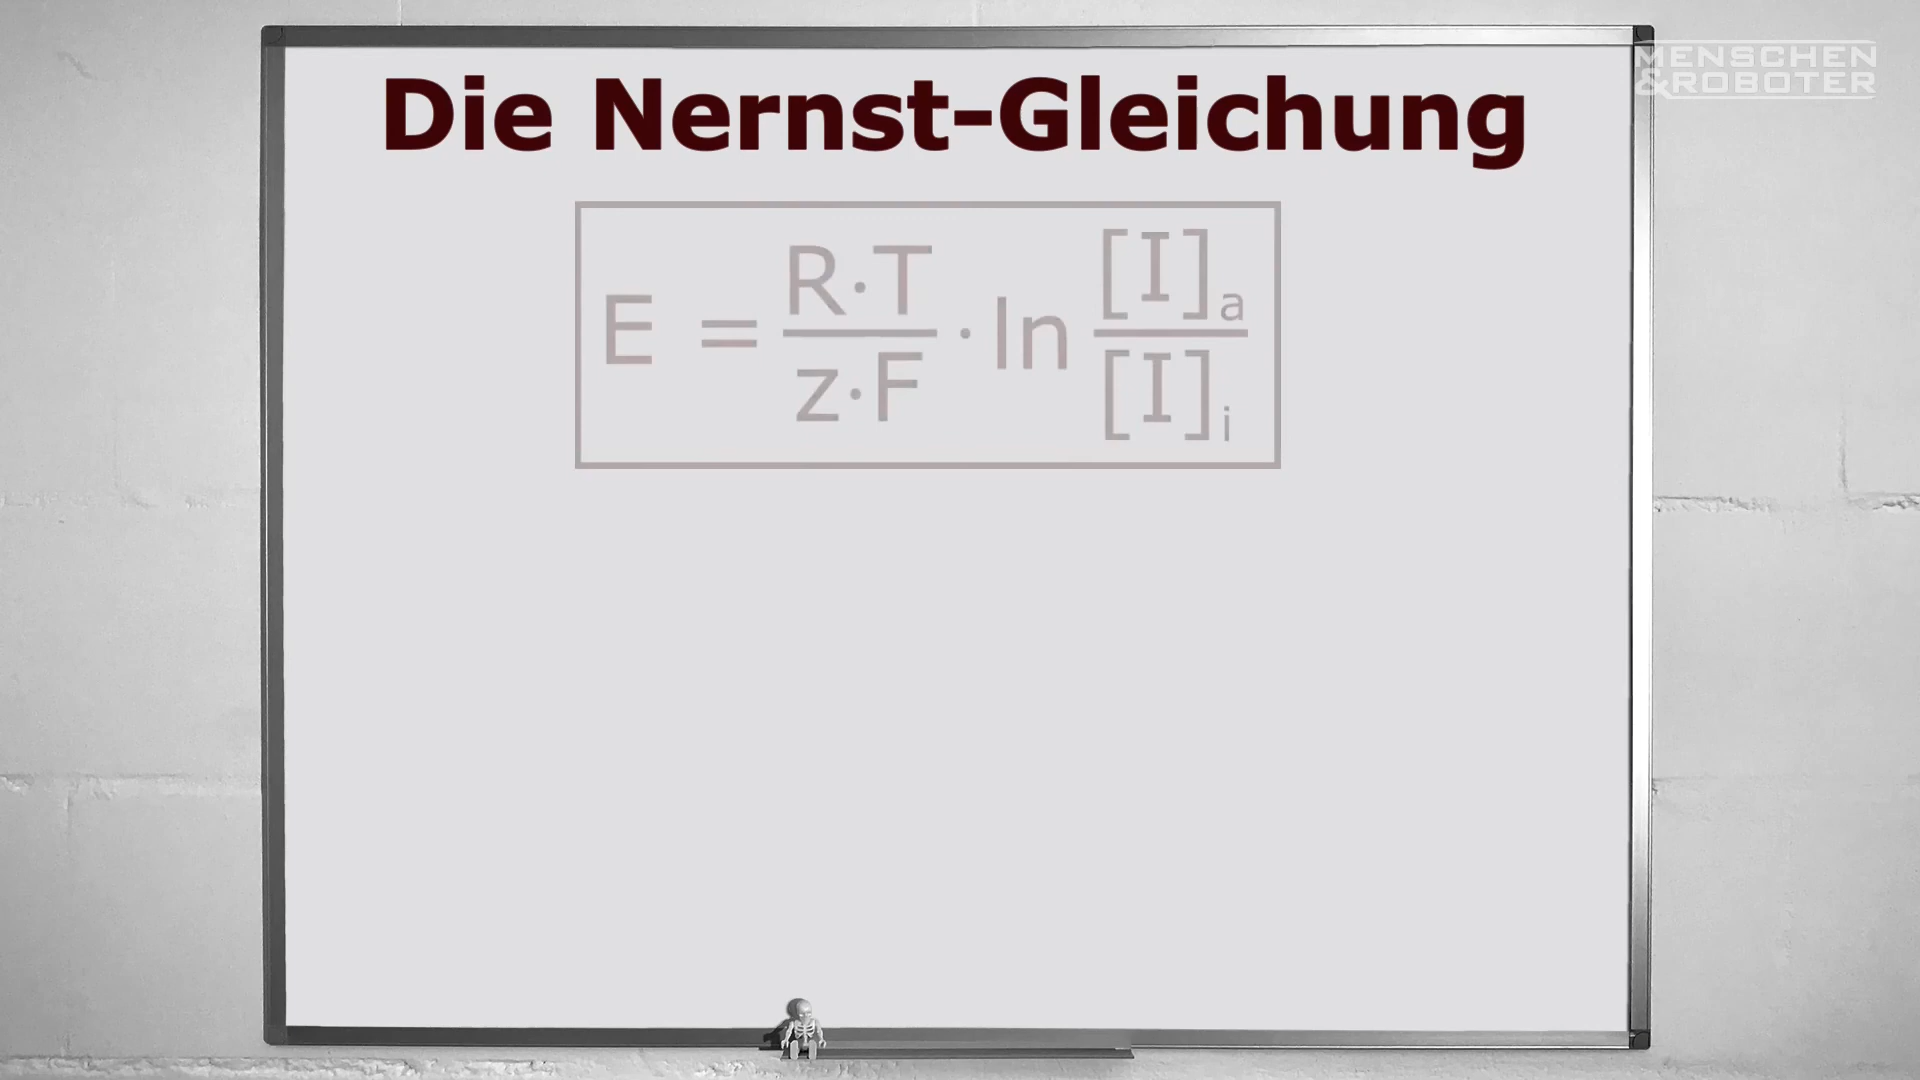 Die Nernst-Gleichung
MENSCHEN
&ROBOTER
E = R·T / z·F · ln [I]a / [I]i